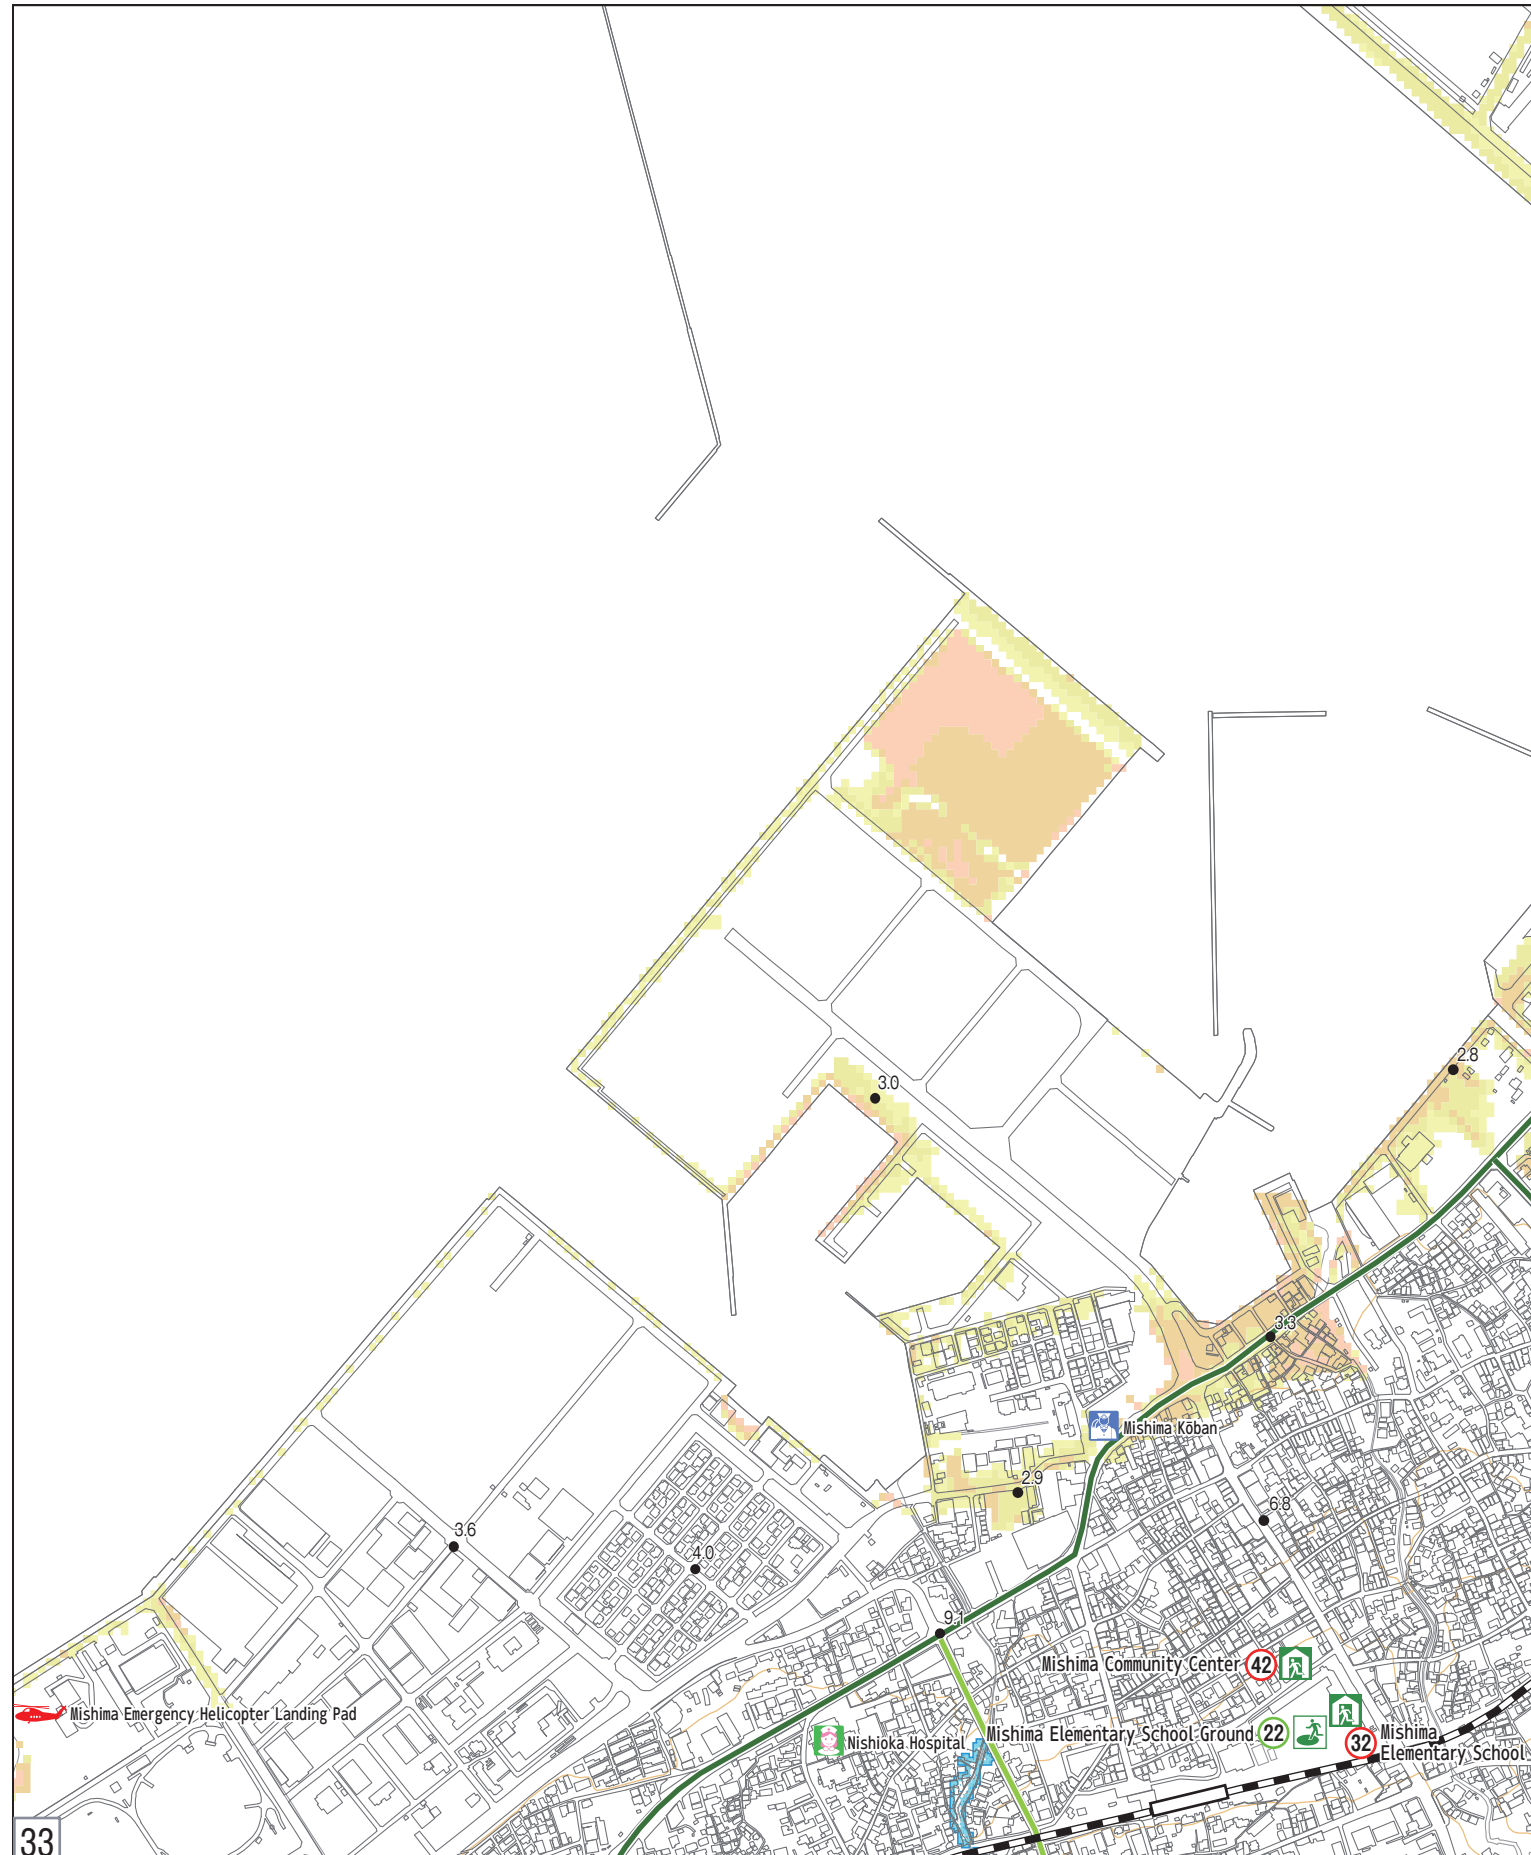 3.0
2.8
3.3
Mishima Kōban
2.9
6.8
3.6
4.0
9.1
Mishima Community Center 42
Mishima Emergency Helicopter Landing Pad
Nishioka Hospital
Mishima Elementary School Ground 22
32 Mishima
Elementary School
33